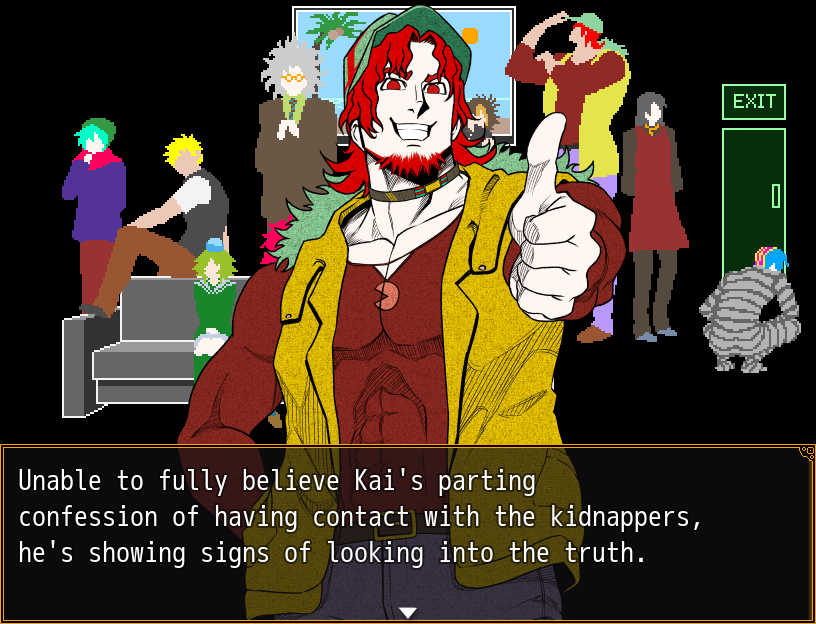 EXIT
Unable to fully believe Kai's parting
confession of having contact with the kidnappers,
he's showing signs of looking into the truth.